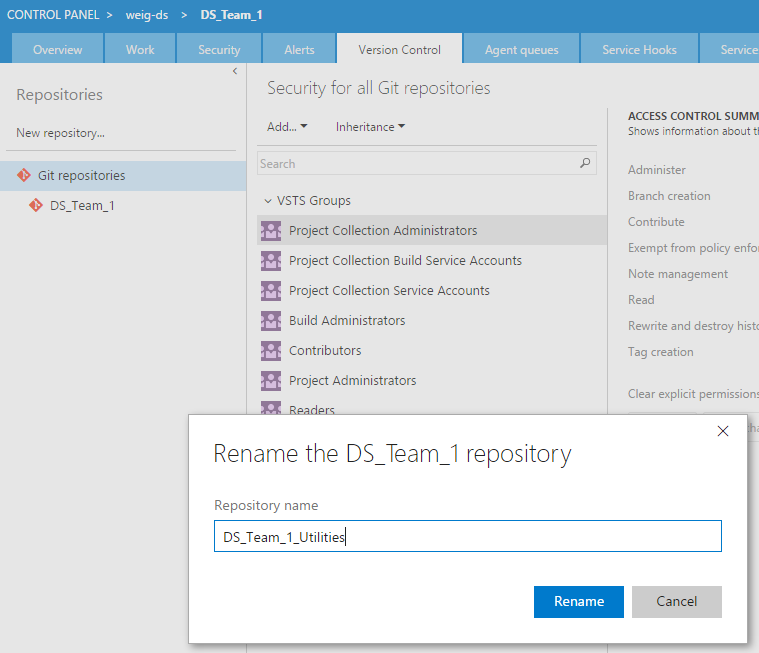 CONTROL PANEL > weig-ds > DS_Team_1
Overview Work Security Alerts Version Control Agent queues Service Hooks Service
Repositories
New repository...
Git repositories
DS_Team_1
Security for all Git repositories
Add... Inheritance
Search
VSTS Groups
Project Collection Administrators
Project Collection Build Service Accounts
Project Collection Service Accounts
Build Administrators
Contributors
Project Administrators
Readers
ACCESS CONTROL SUMM
Shows information about th
Administer
Branch creation
Contribute
Exempt from policy enfo
Note management
Read
Rewrite and destroy histo
Tag creation
Clear explicit permissions
Rename the DS_Team_1 repository
Repository name
DS_Team_1_Utilities
Rename Cancel